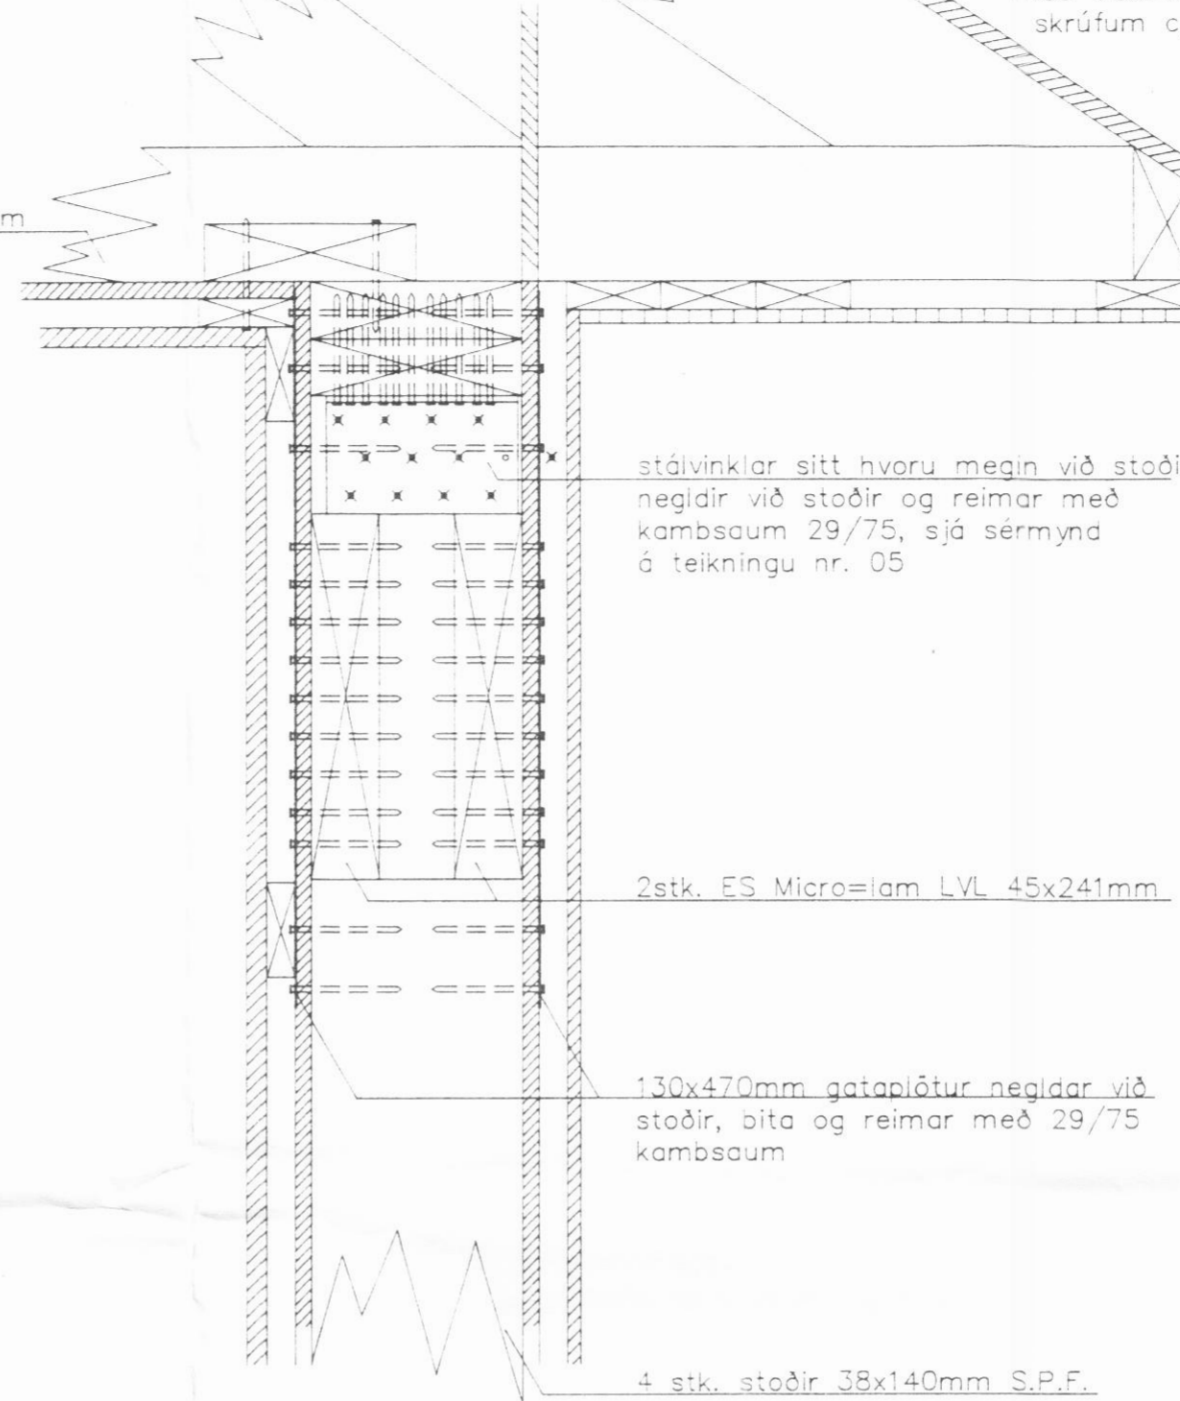 skrúfum c
m
stálvinklar sitt hvoru megin við stoði
negldir við stoðir og reimar með
kambsaum 29/75, sjá sérmynd
á teikningu nr. 05
2stk. ES Micro=lam LVL 45x241mm
130x470mm gataplötur negldar við
stoðir, bita og reimar með 29/75
kambsaum
4 stk. stoðir 38x140mm S.P.F.